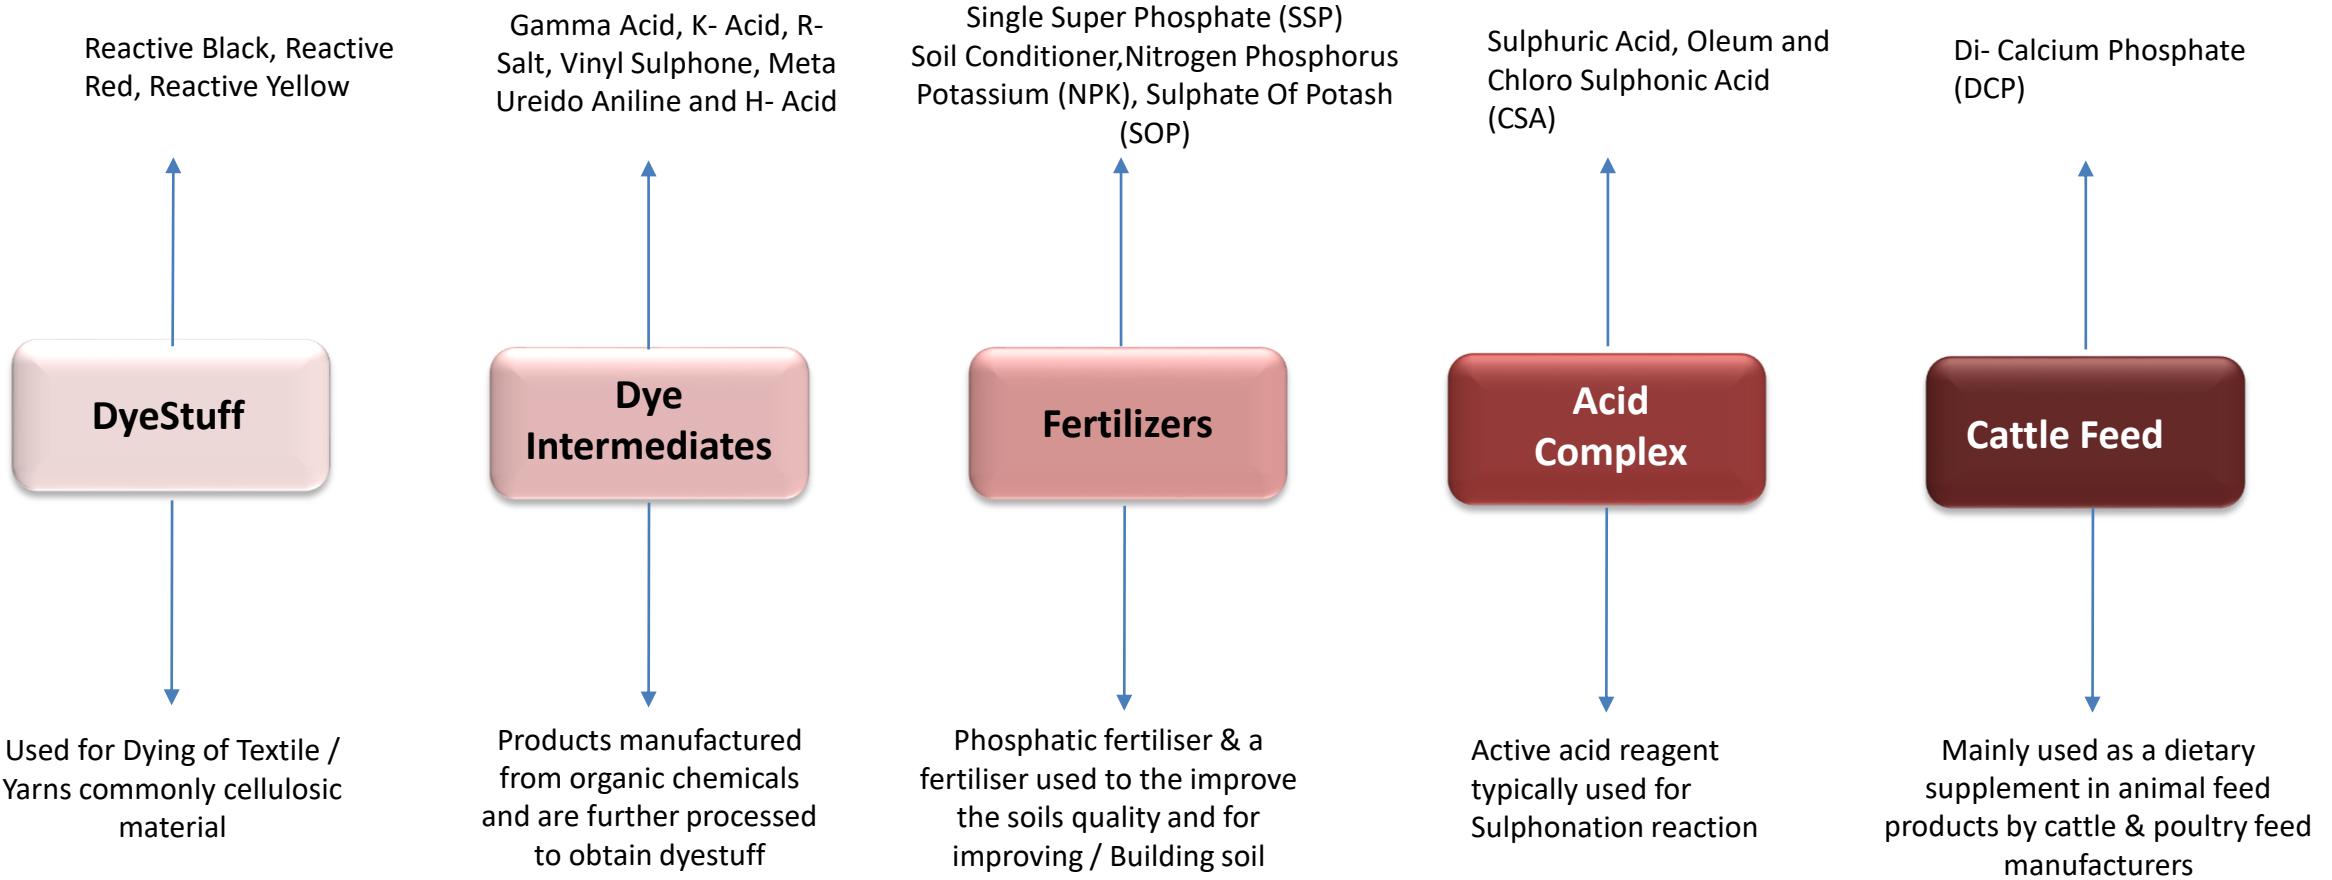 Reactive Black, Reactive
Red, Reactive Yellow
Gamma Acid, K- Acid, R-
Salt, Vinyl Sulphone, Meta
Ureido Aniline and H- Acid
Single Super Phosphate (SSP)
Soil Conditioner,Nitrogen Phosphorus
Potassium (NPK), Sulphate Of Potash
(SOP)
Sulphuric Acid, Oleum and
Chloro Sulphonic Acid
(CSA)
Di- Calcium Phosphate
(DCP)
DyeStuff
Dye
Intermediates
Fertilizers
Acid
Complex
Cattle Feed
Used for Dying of Textile /
Yarns commonly cellulosic
material
Products manufactured
from organic chemicals
and are further processed
to obtain dyestuff
Phosphatic fertiliser & a
fertiliser used to the improve
the soils quality and for
improving / Building soil
Active acid reagent
typically used for
Sulphonation reaction
Mainly used as a dietary
supplement in animal feed
products by cattle & poultry feed
manufacturers